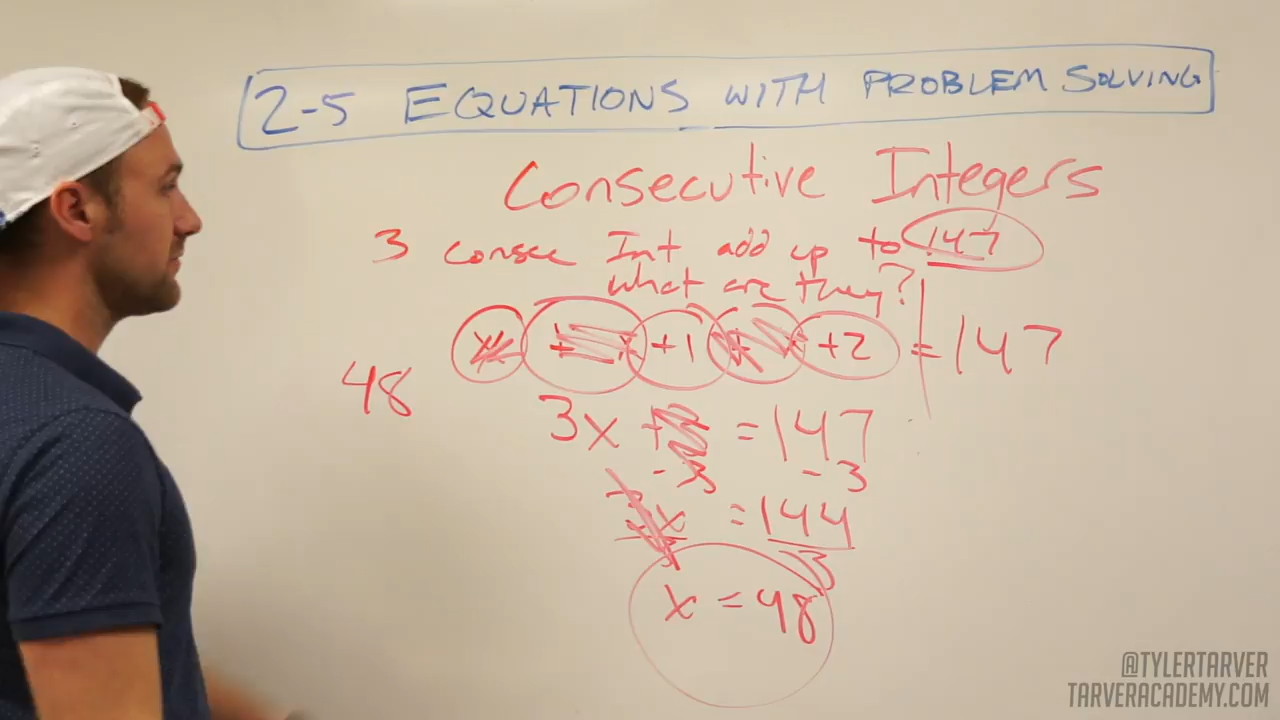 2-5 EQUATIONS WITH PROBLEM SOLVING
Consecutive Integers
3 consec Int add up to 147
what are they?
x + x +1 + x +2 = 147
48
3x +3 = 147
-3 -3
3x = 144
3 3
x = 48
@TYLERTARVER
TARVERACADEMY.COM